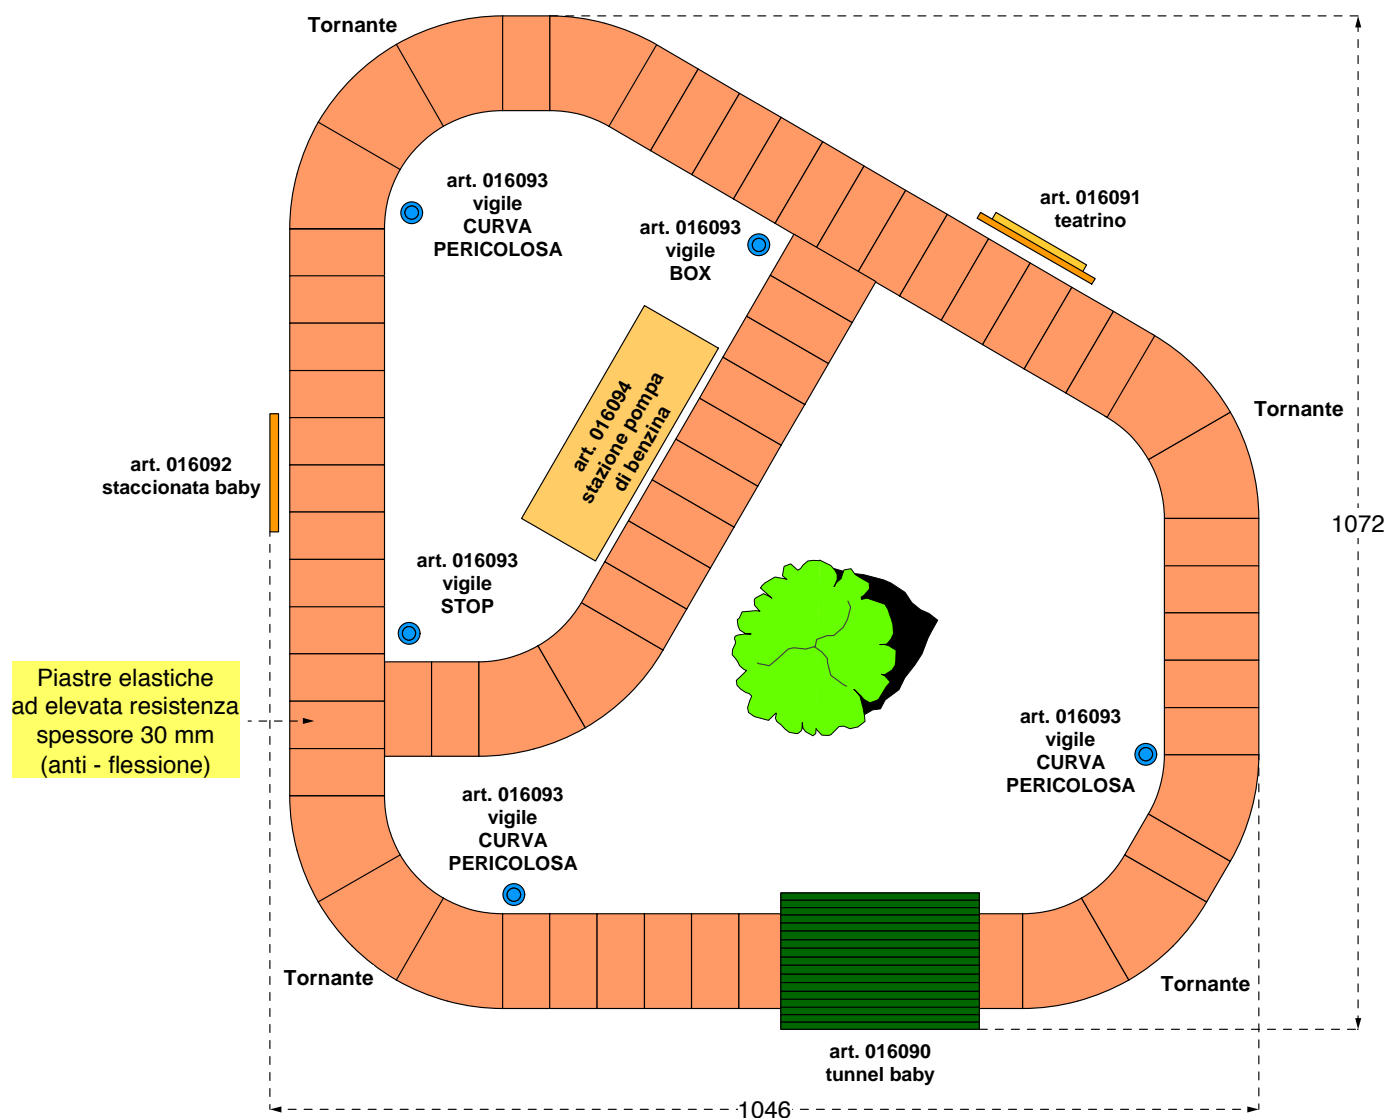 Tornante
art. 016093
vigile
CURVA
PERICOLOSA
art. 016093
vigile
BOX
art. 016091
teatrino
art. 016094
stazione pompa
di benzina
Tornante
art. 016092
staccionata baby
1072
art. 016093
vigile
STOP
Piastre elastiche
ad elevata resistenza
spessore 30 mm
(anti - flessione)
art. 016093
vigile
CURVA
PERICOLOSA
art. 016093
vigile
CURVA
PERICOLOSA
Tornante
Tornante
art. 016090
tunnel baby
1046